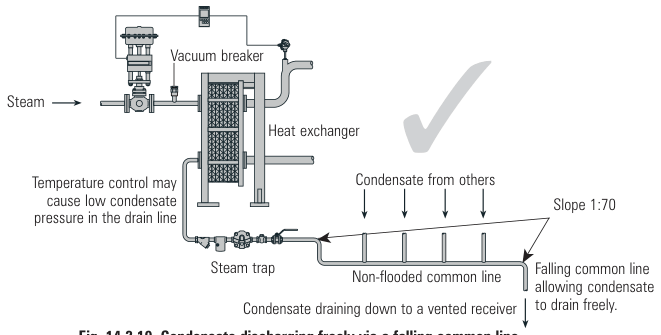 Vacuum breaker
Steam
Heat exchanger
Temperature control may
cause low condensate
pressure in the drain line
Condensate from others
Slope 1:70
Steam trap
Non-flooded common line
Falling common line
allowing condensate
to drain freely.
Condensate draining down to a vented receiver
Fig. 14.3.10 Condensate discharging freely via a falling common line